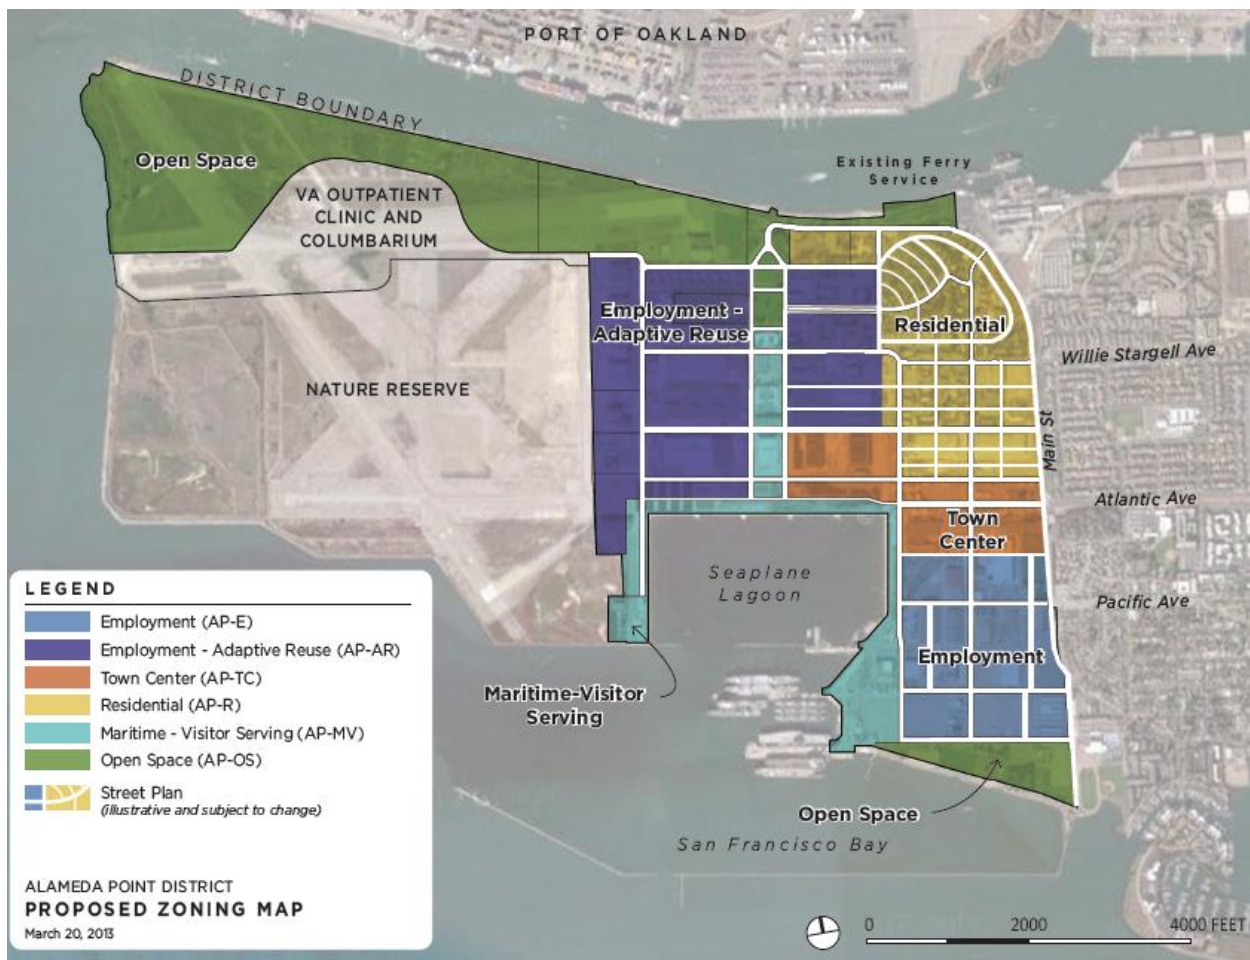 PORT OF OAKLAND
DISTRICT BOUNDARY
Open Space
Existing Ferry
Service
VA OUTPATIENT
CLINIC AND
COLUMBARIUM
Employment -
Adaptive Reuse
Residential
Willie Stargell Ave
NATURE RESERVE
Main St
Atlantic Ave
Town
Center
Seaplane
Lagoon
Pacific Ave
Employment
Maritime-Visitor
Serving
Open Space
San Francisco Bay
LEGEND
Employment (AP-E)
Employment - Adaptive Reuse (AP-AR)
Town Center (AP-TC)
Residential (AP-R)
Maritime - Visitor Serving (AP-MV)
Open Space (AP-OS)
Street Plan
(illustrative and subject to change)
ALAMEDA POINT DISTRICT
PROPOSED ZONING MAP
March 20, 2013
0 2000 4000 FEET